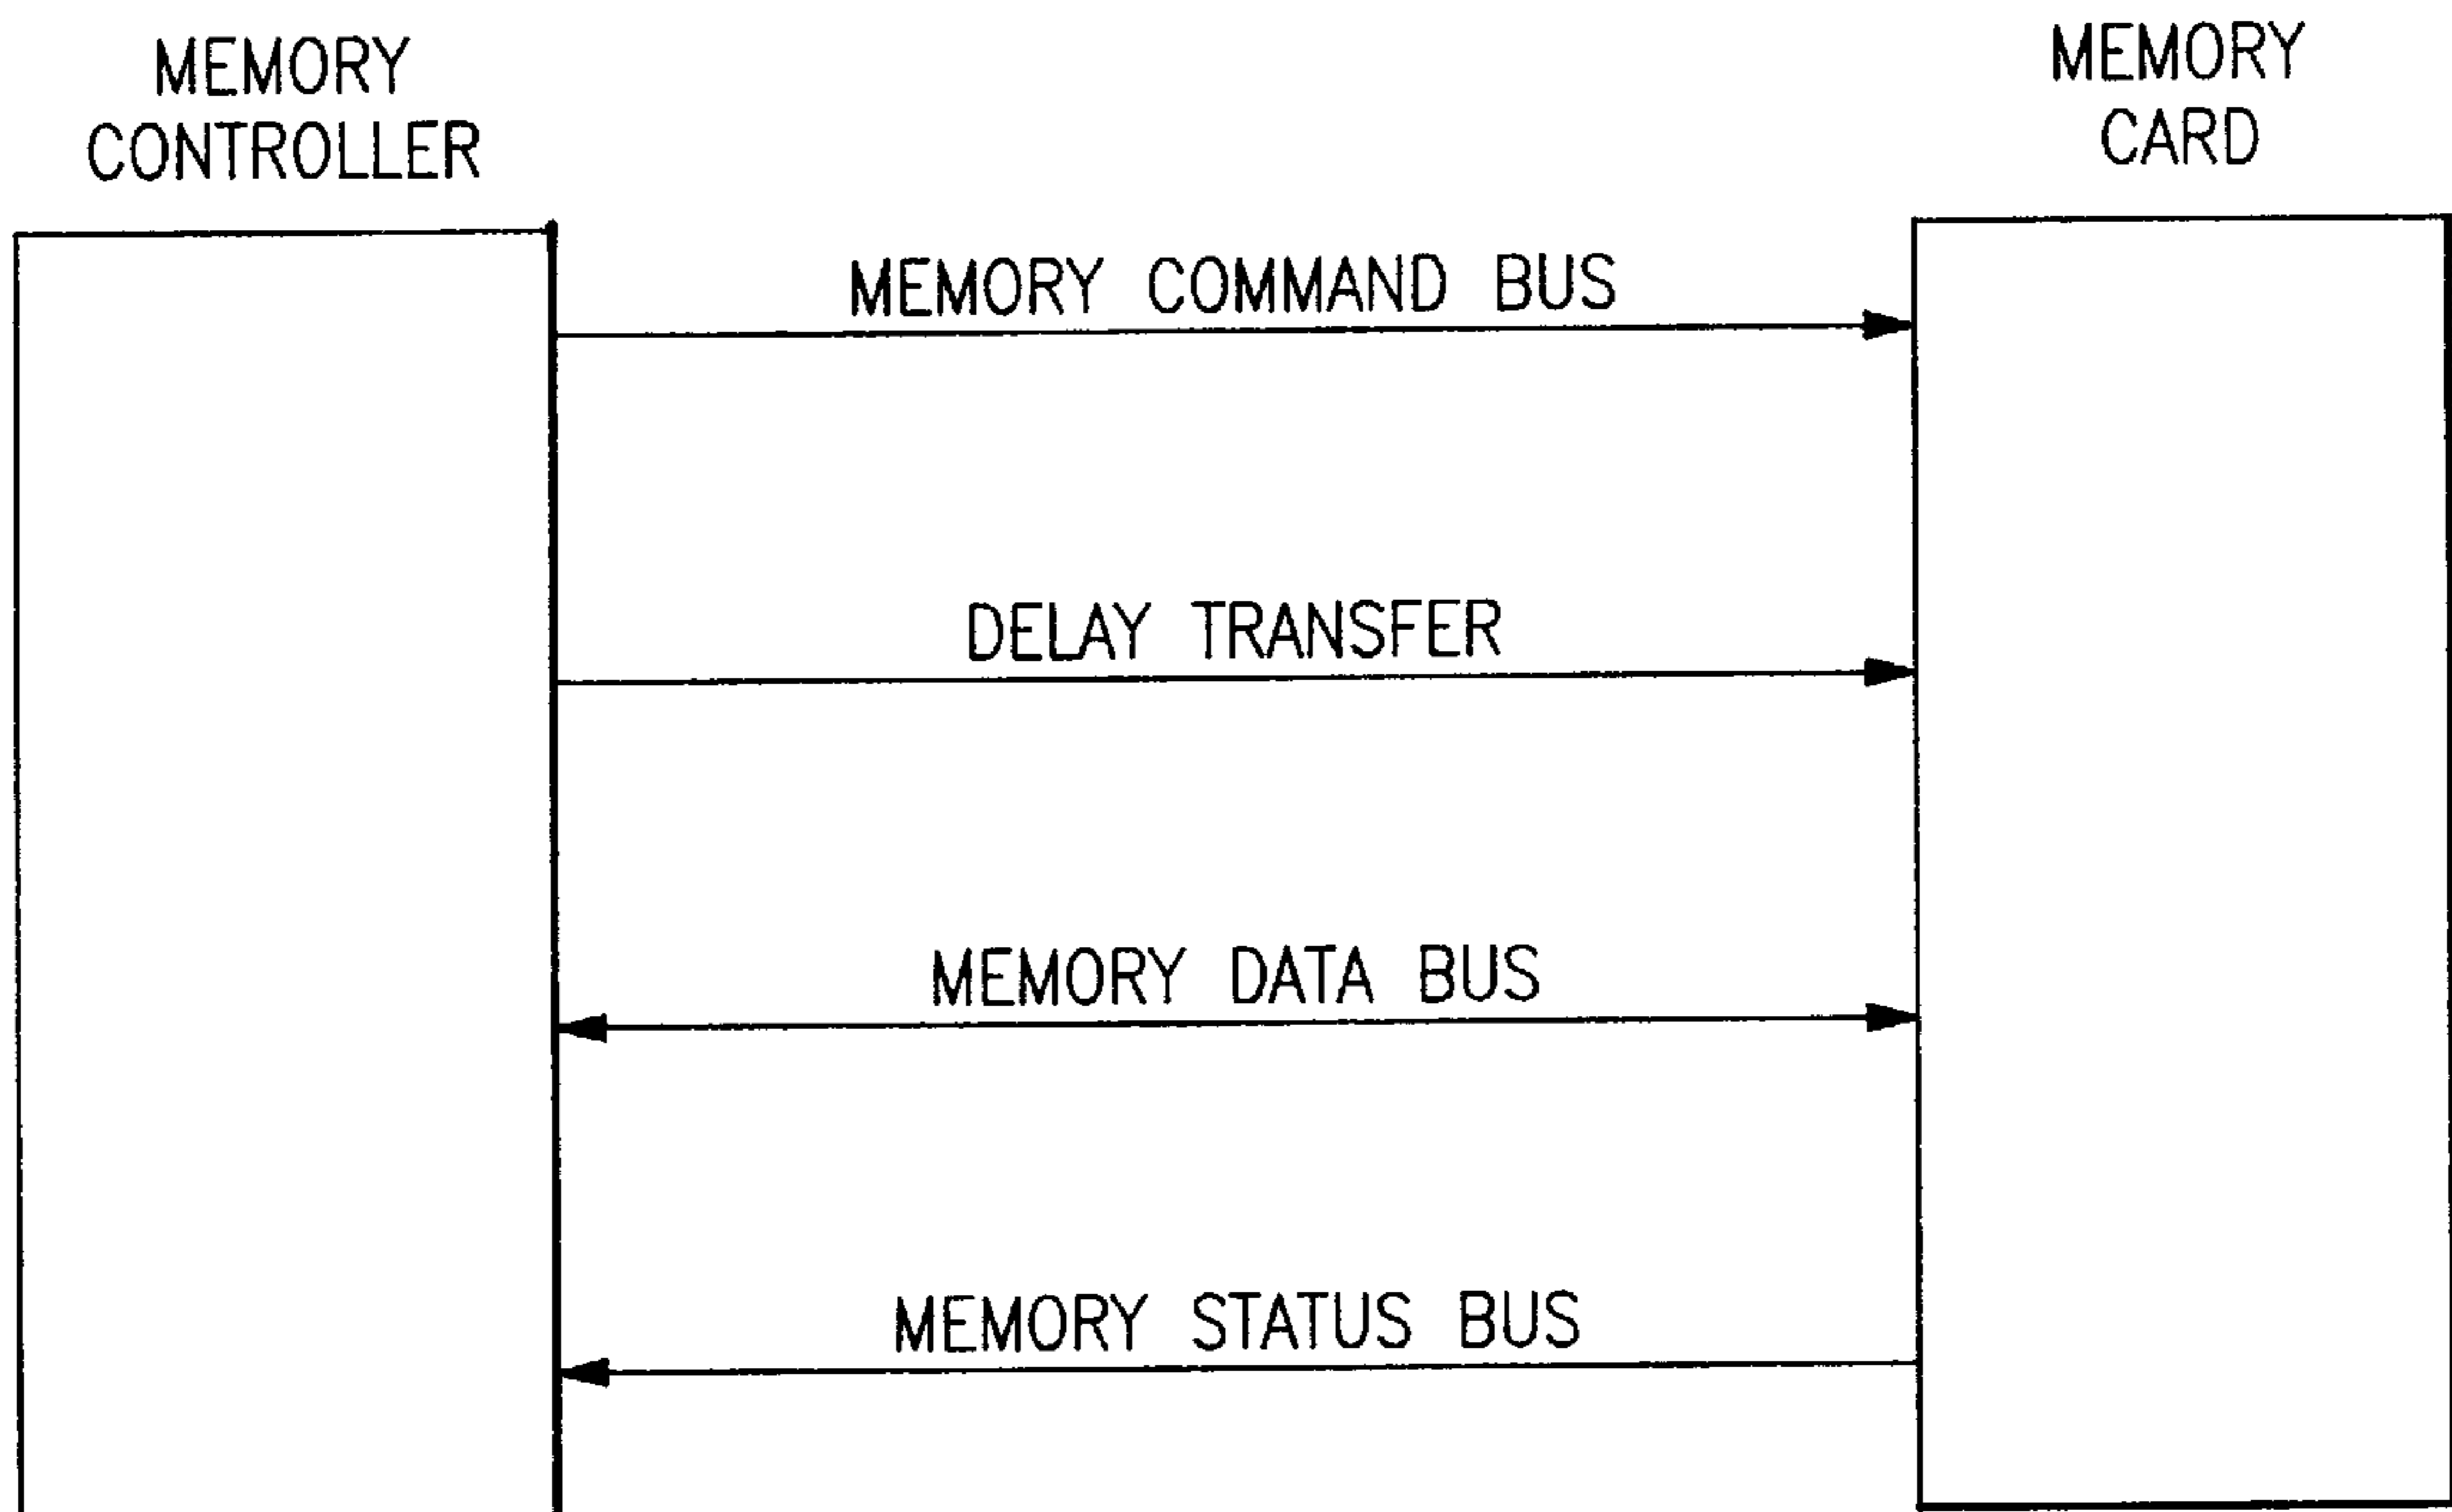 MEMORY
CONTROLLER
MEMORY
CARD
MEMORY COMMAND BUS
DELAY TRANSFER
MEMORY DATA BUS
MEMORY STATUS BUS